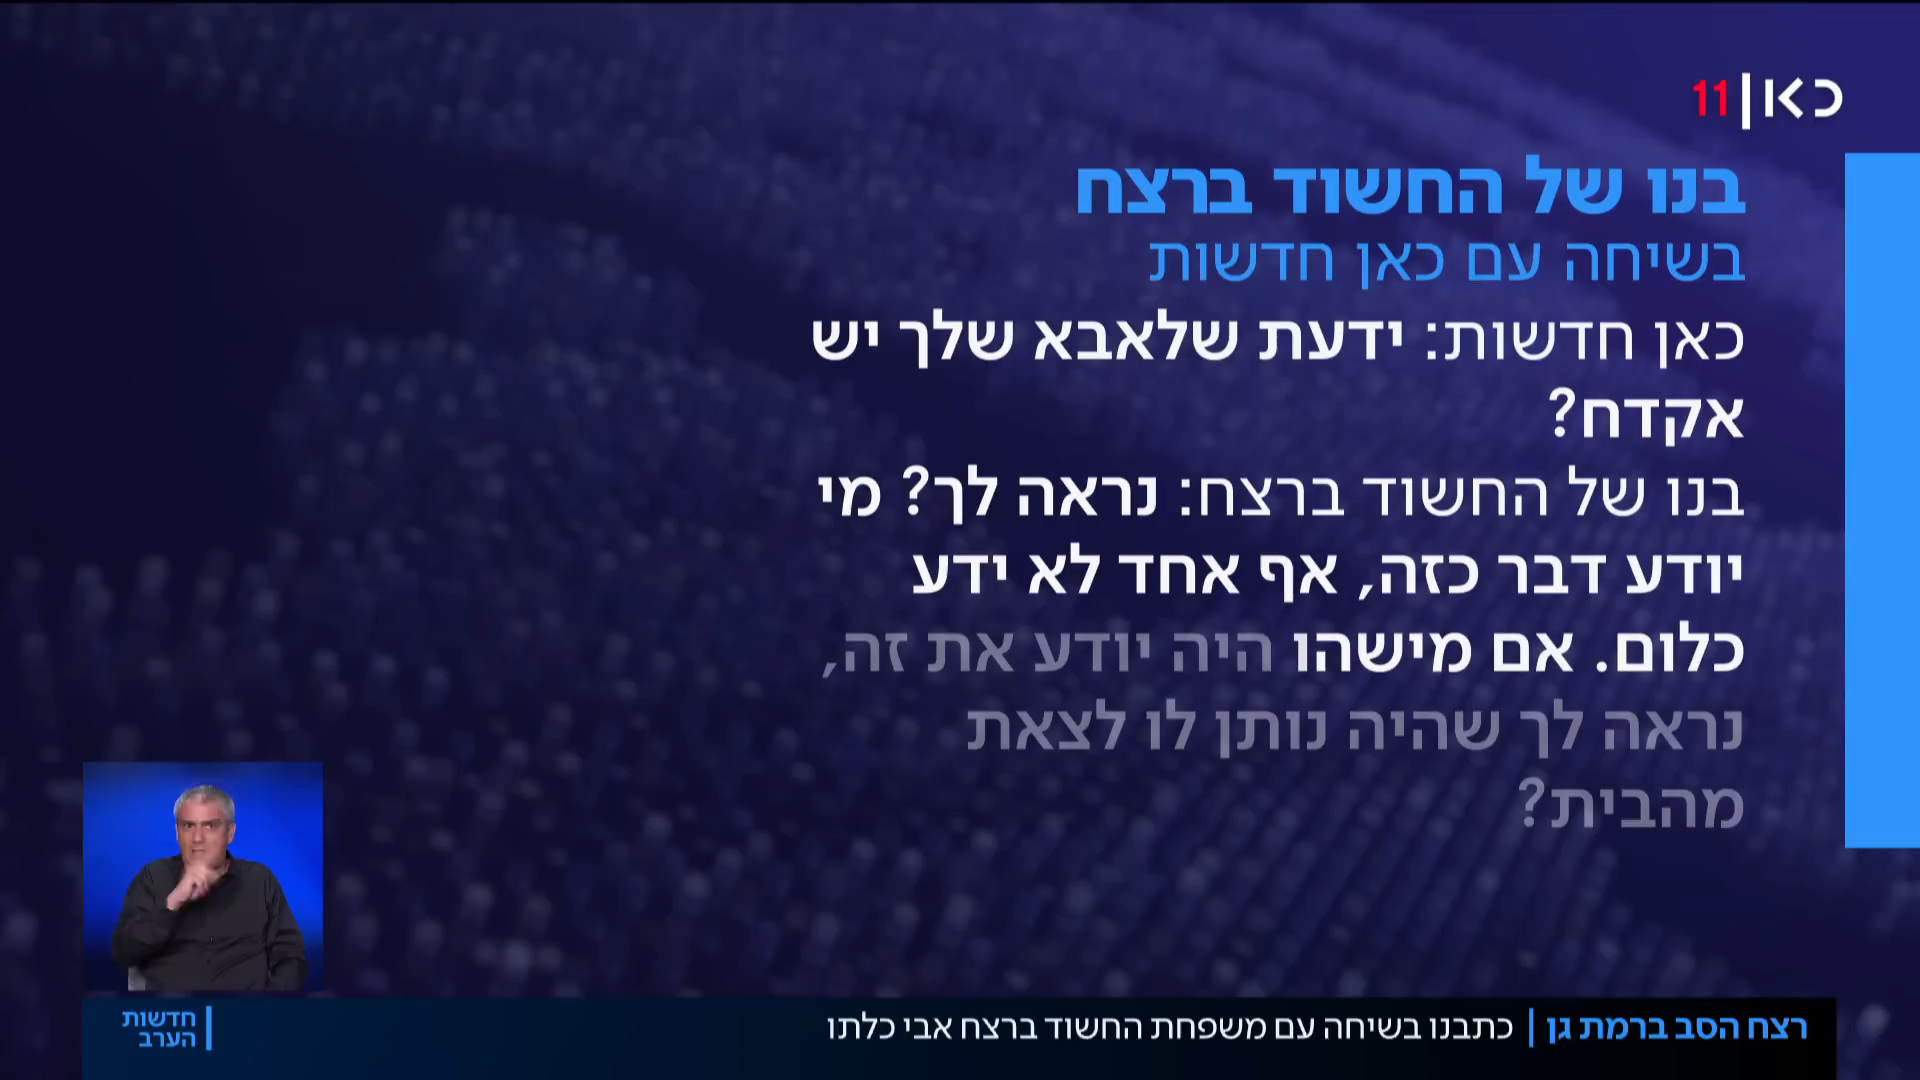 כאן|11
בנו של החשוד ברצח
בשיחה עם כאן חדשות
כאן חדשות: ידעת שלאבא שלך יש
אקדח?
בנו של החשוד ברצח: נראה לך? מי
יודע דבר כזה, אף אחד לא ידע
כלום. אם מישהו היה יודע את זה,
נראה לך שהיה נותן לו לצאת
מהבית?
רצח הסב ברמת גן | כתבנו בשיחה עם משפחת החשוד ברצח אבי כלתו
חדשות
הערב